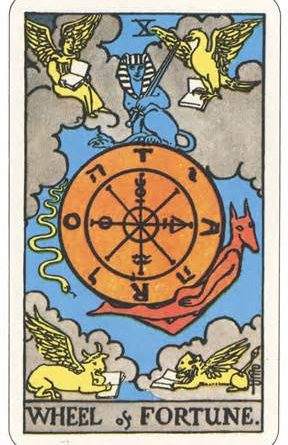 X
T
ה י
O A
ו ה
R
WHEEL of FORTUNE.